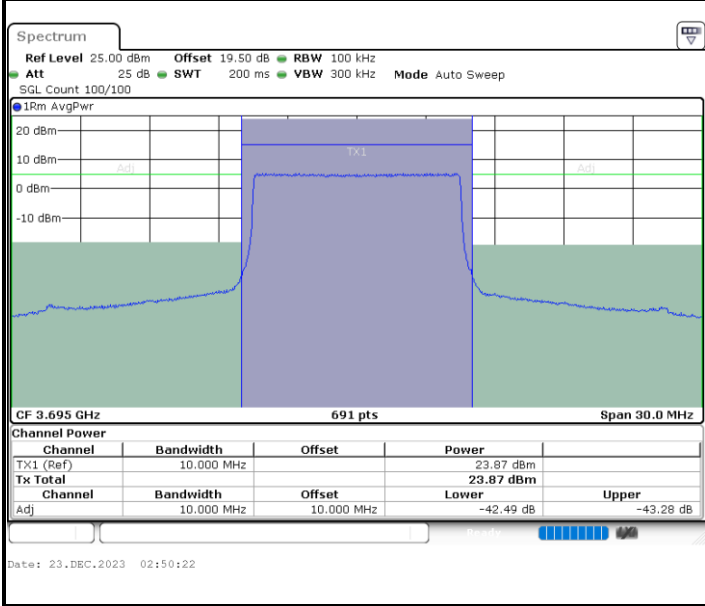 Spectrum
Ref Level 25.00 dBm Offset 19.50 dB RBW 100 kHz
Att 25 dB SWT 200 ms VBW 300 kHz Mode Auto Sweep
SGL Count 100/100
1Rm AvgPwr
20 dBm
TX1
10 dBm
Adj Adj
0 dBm
-10 dBm
CF 3.695 GHz 691 pts Span 30.0 MHz
Channel Power
Channel Bandwidth Offset Power
TX1 (Ref) 10.000 MHz 23.87 dBm
Tx Total 23.87 dBm
Channel Bandwidth Offset Lower Upper
Adj 10.000 MHz 10.000 MHz -42.49 dB -43.28 dB
Ready
Date: 23.DEC.2023 02:50:22